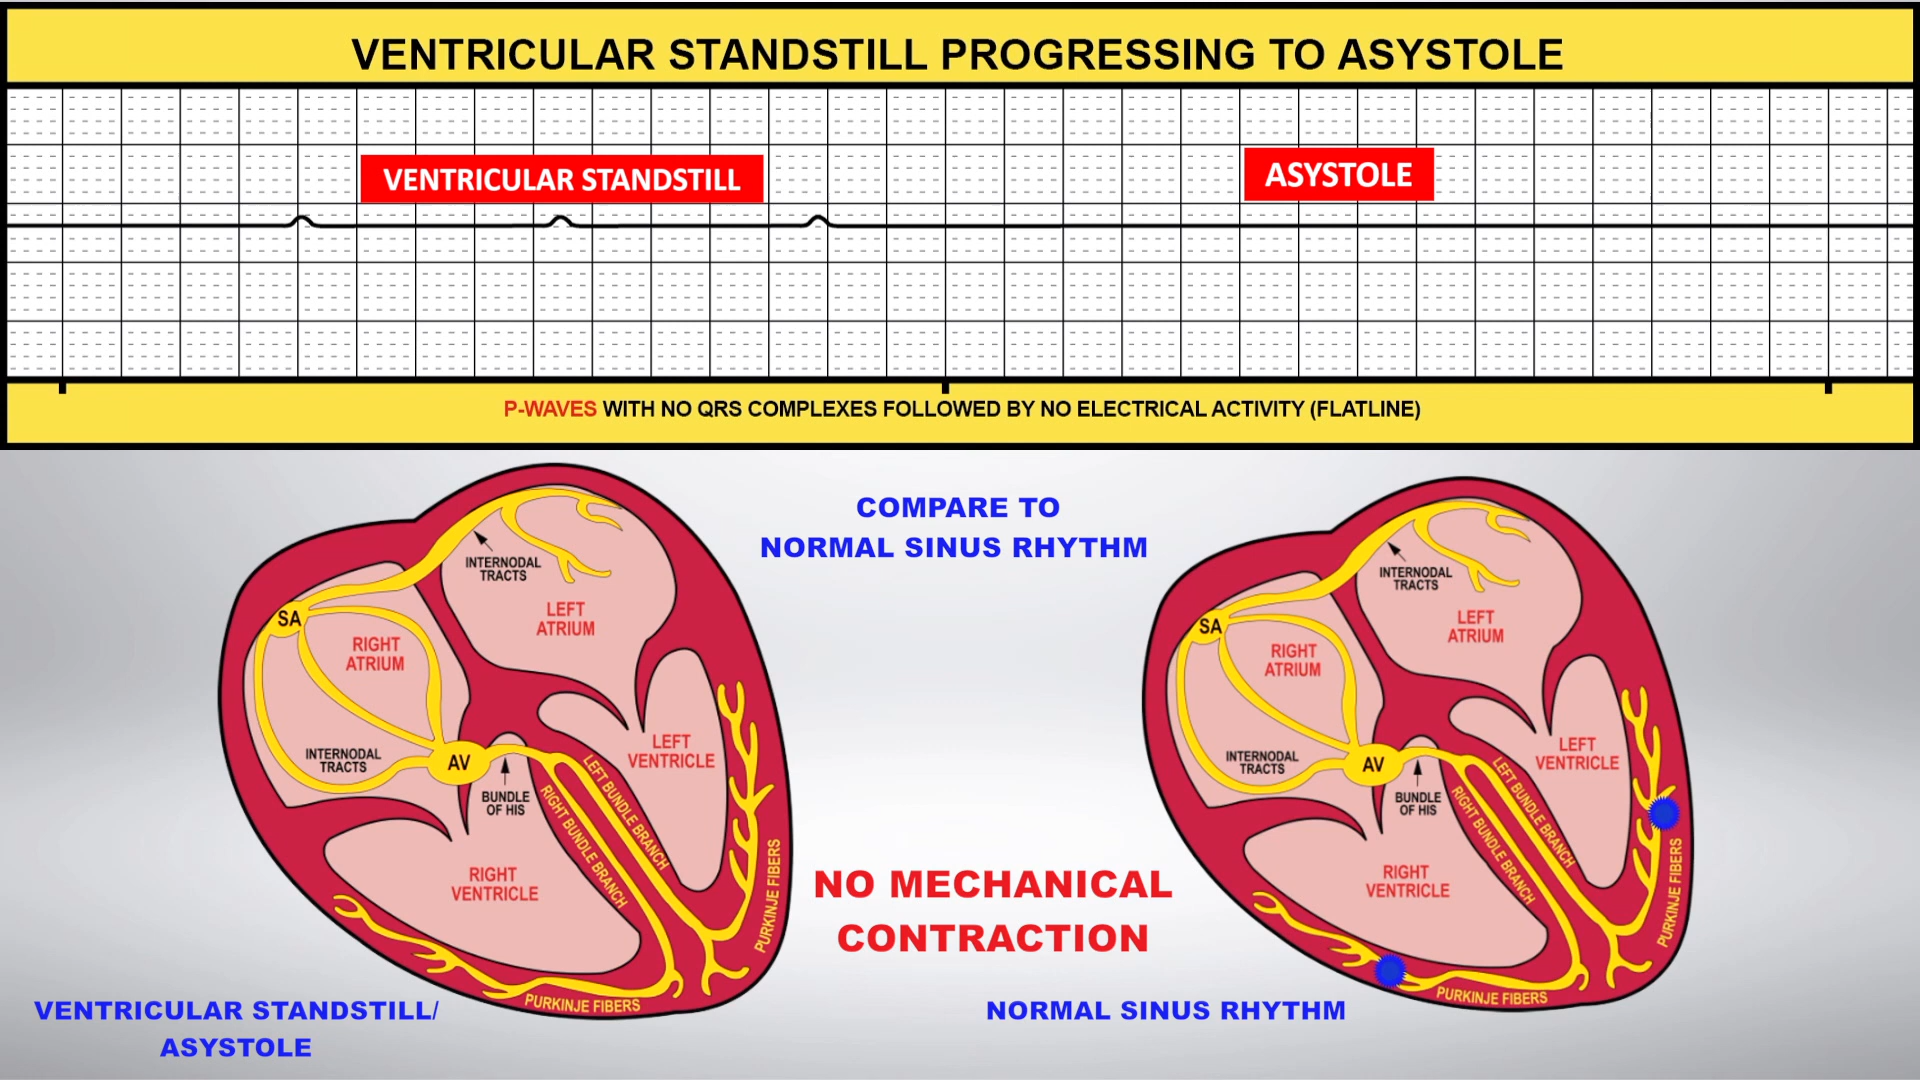 VENTRICULAR STANDSTILL PROGRESSING TO ASYSTOLE
VENTRICULAR STANDSTILL
ASYSTOLE
P-WAVES WITH NO QRS COMPLEXES FOLLOWED BY NO ELECTRICAL ACTIVITY (FLATLINE)
COMPARE TO
NORMAL SINUS RHYTHM
INTERNODAL
TRACTS
SA
LEFT
ATRIUM
RIGHT
ATRIUM
INTERNODAL
TRACTS
AV
BUNDLE
OF HIS
LEFT
VENTRICLE
LEFT BUNDLE BRANCH
RIGHT BUNDLE BRANCH
RIGHT
VENTRICLE
PURKINJE FIBERS
PURKINJE FIBERS
VENTRICULAR STANDSTILL/
ASYSTOLE
NO MECHANICAL
CONTRACTION
INTERNODAL
TRACTS
SA
LEFT
ATRIUM
RIGHT
ATRIUM
INTERNODAL
TRACTS
AV
BUNDLE
OF HIS
LEFT
VENTRICLE
LEFT BUNDLE BRANCH
RIGHT BUNDLE BRANCH
RIGHT
VENTRICLE
PURKINJE FIBERS
PURKINJE FIBERS
NORMAL SINUS RHYTHM